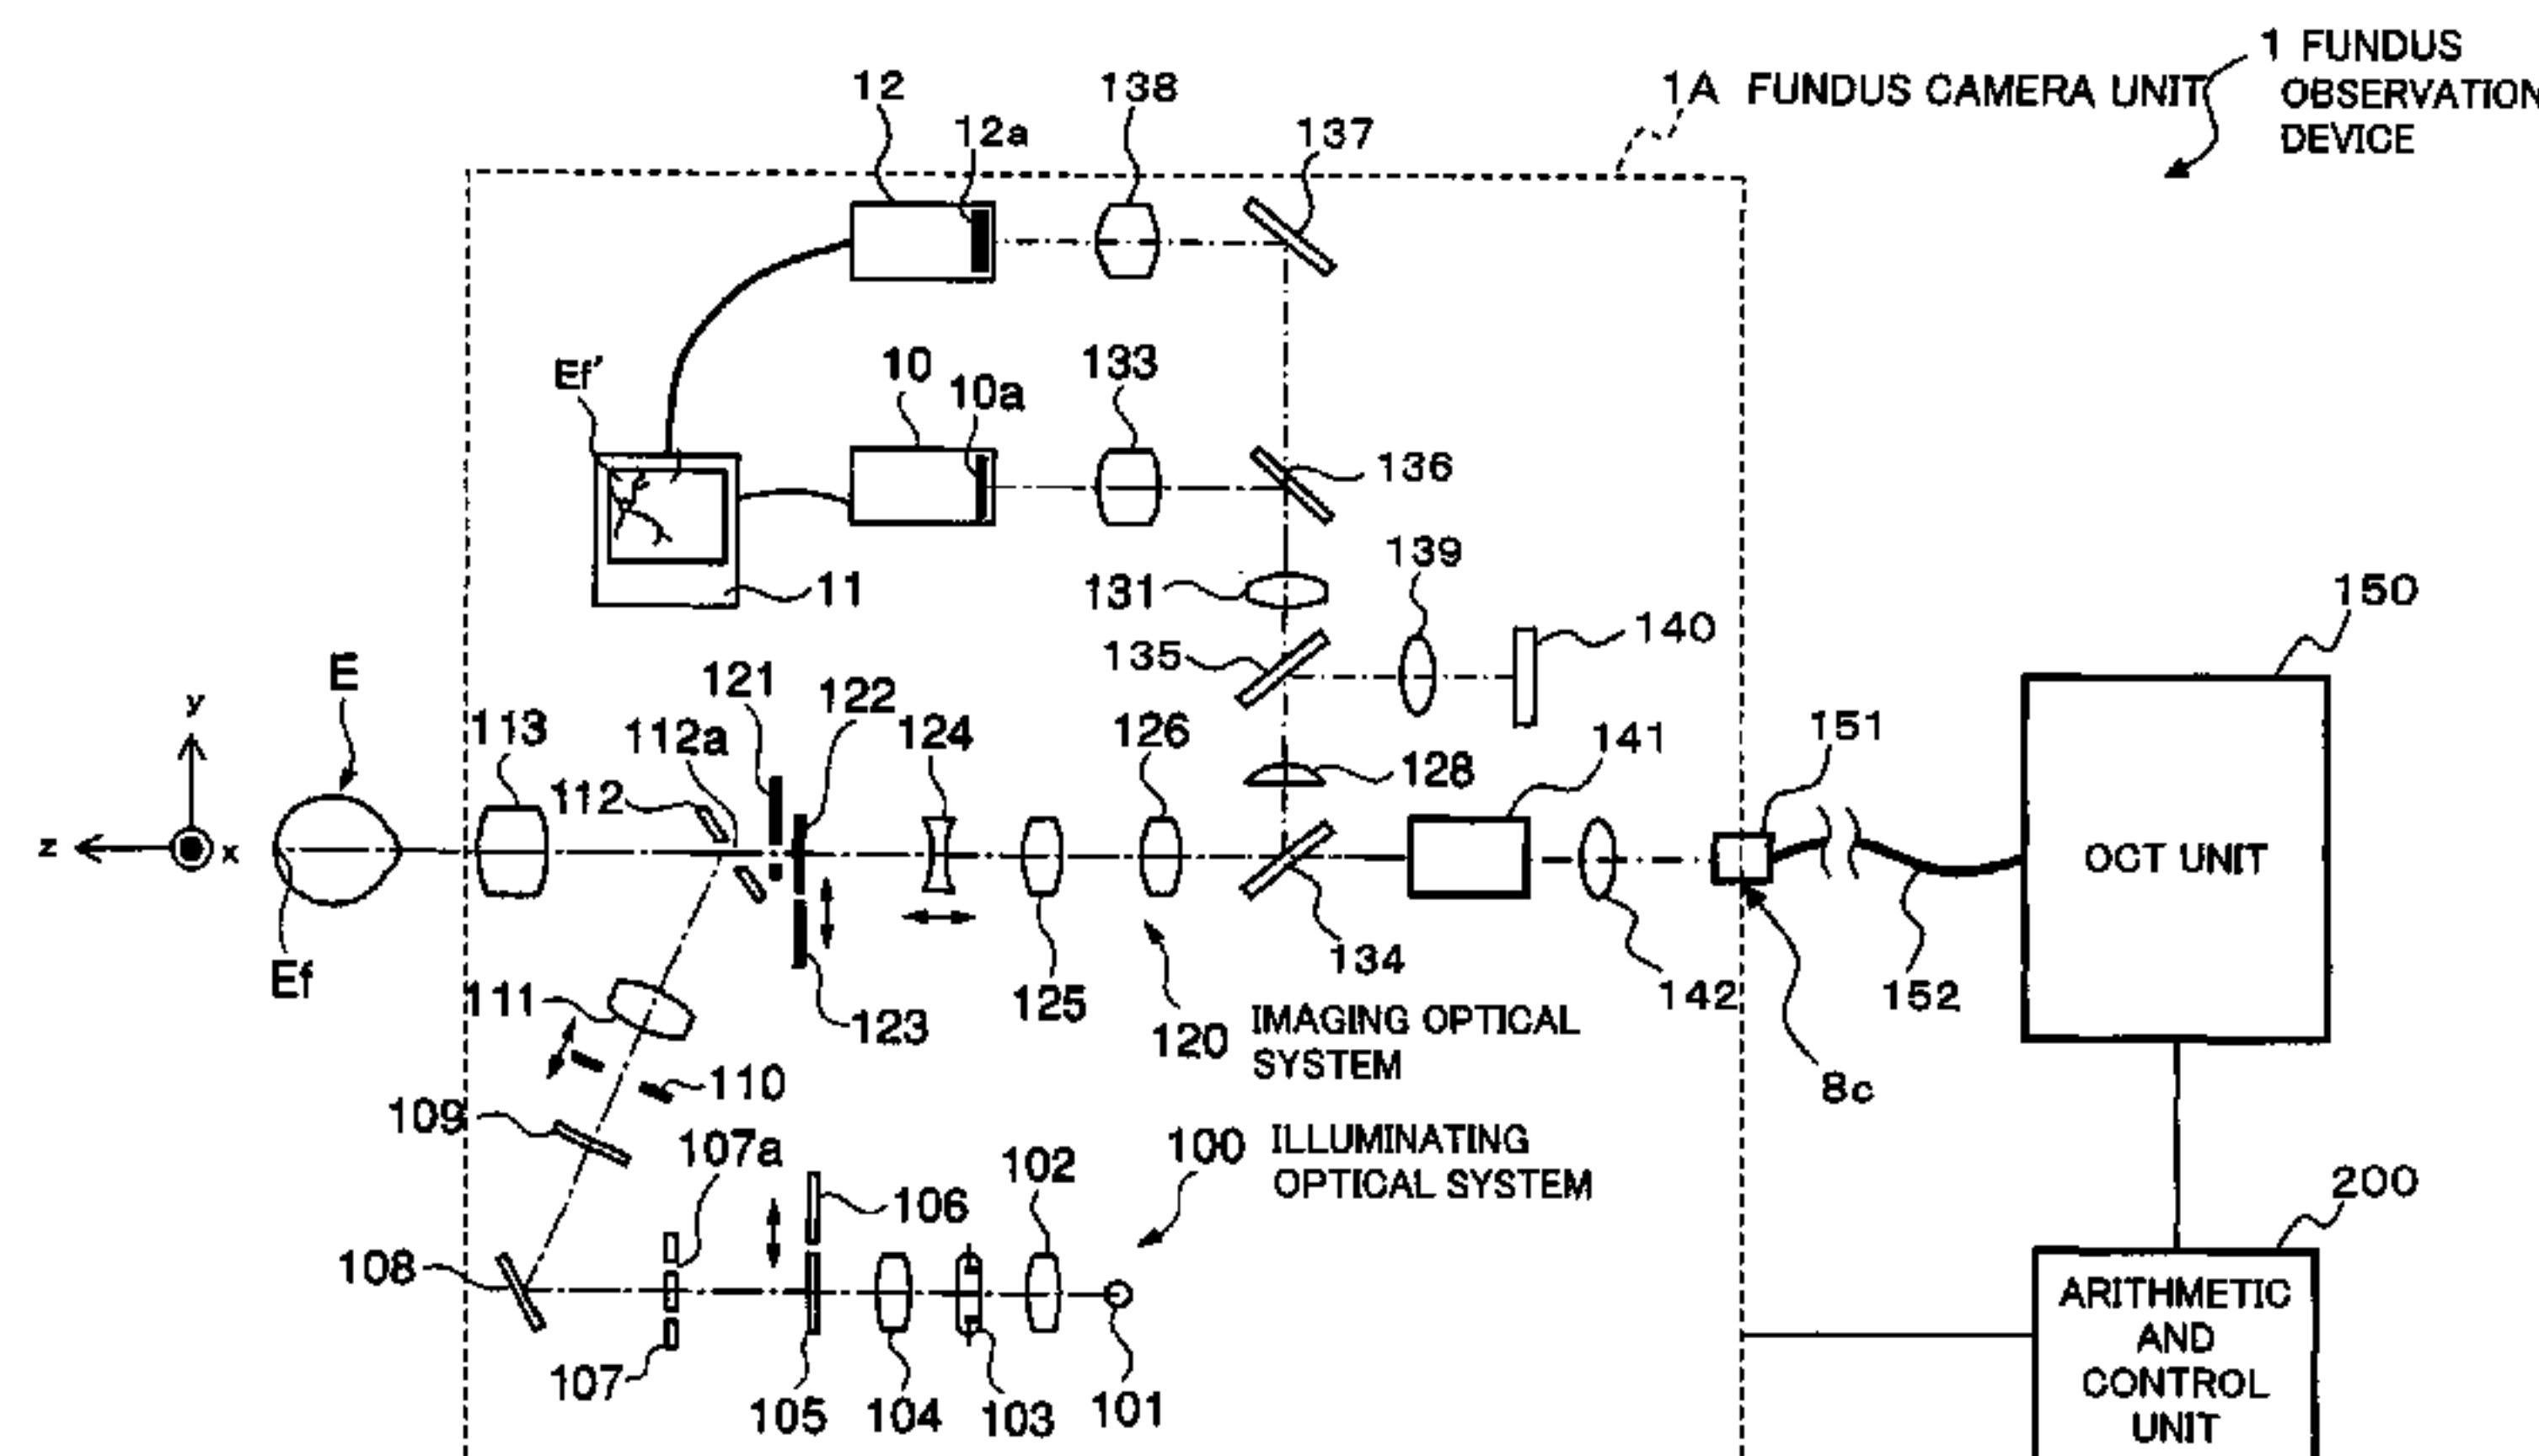 1 FUNDUS
OBSERVATION
DEVICE
1A FUNDUS CAMERA UNIT
12
138
12a
137
Ef'
10
10a
133
136
139
131
11
135
140
150
E
121
122
y
113
112a
124
126
141
151
112
128
z
x
OCT UNIT
Ef
111
123
125
134
142
152
120 IMAGING OPTICAL
SYSTEM
110
8c
109
107a
100 ILLUMINATING
OPTICAL SYSTEM
102
106
200
108
107
105
104
103
101
ARITHMETIC
AND
CONTROL
UNIT